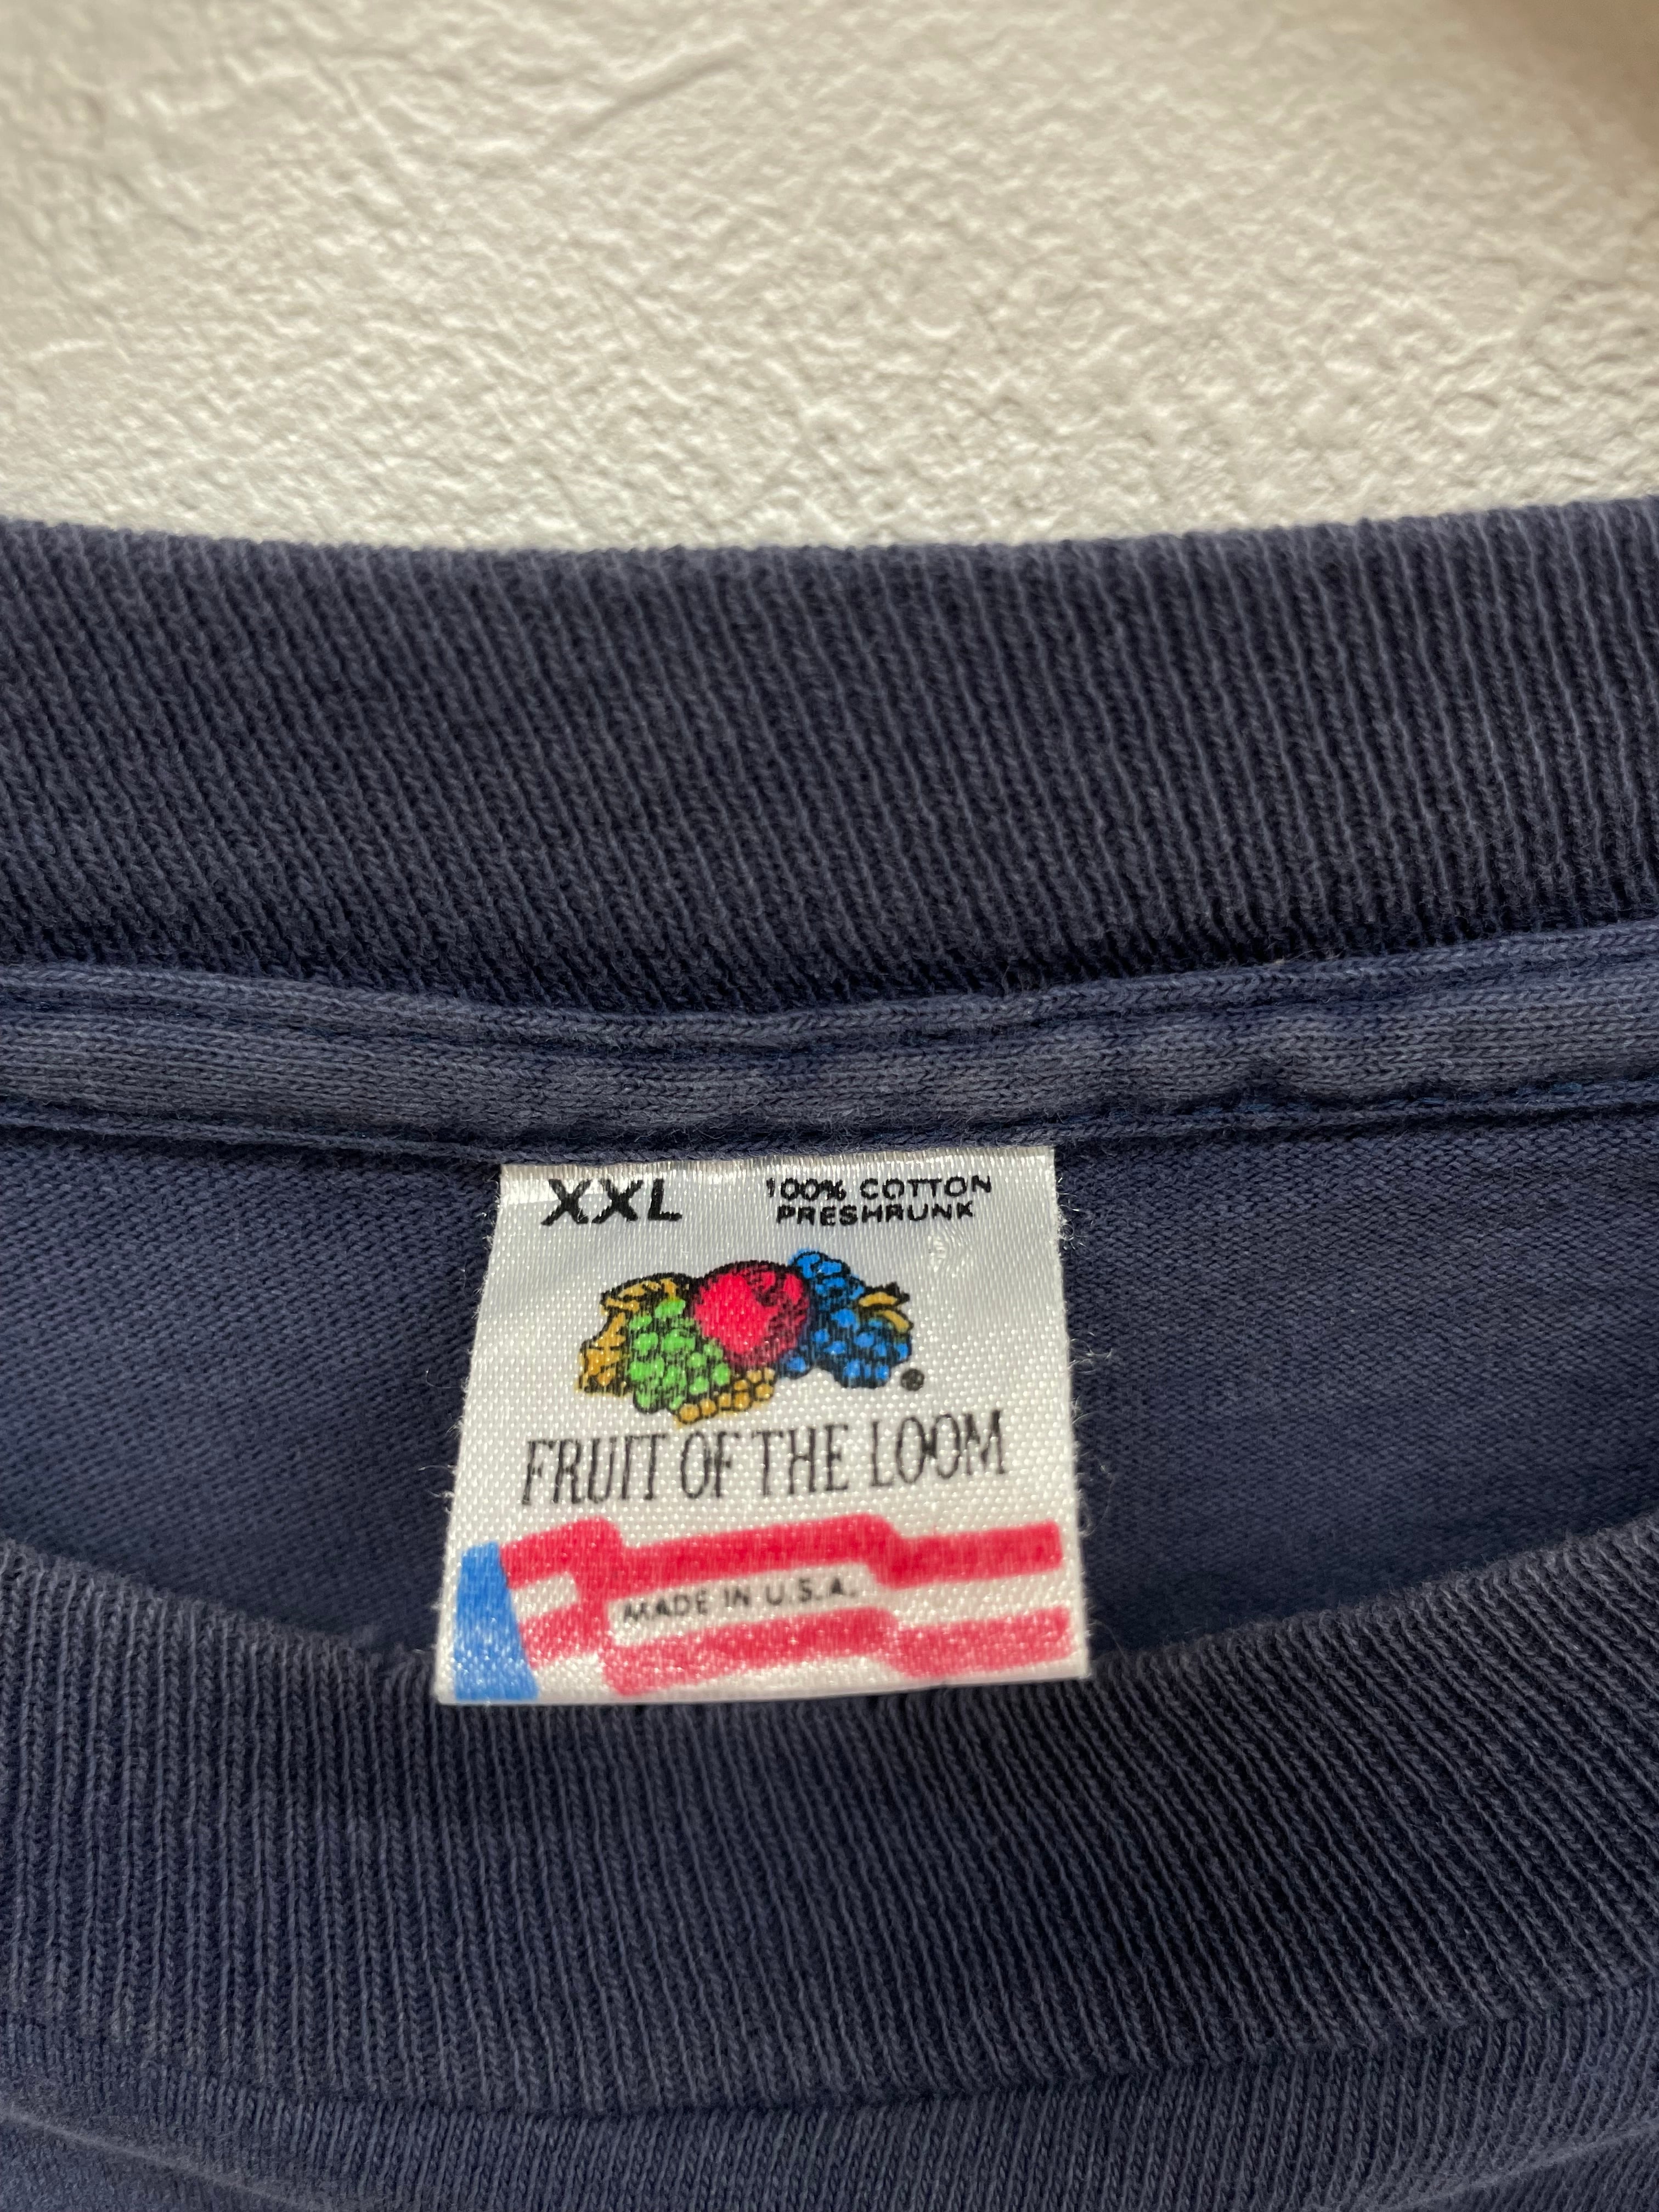 XXL
100% COTTON
PRESHRUNK
FRUIT OF THE LOOM
MADE IN U.S.A.